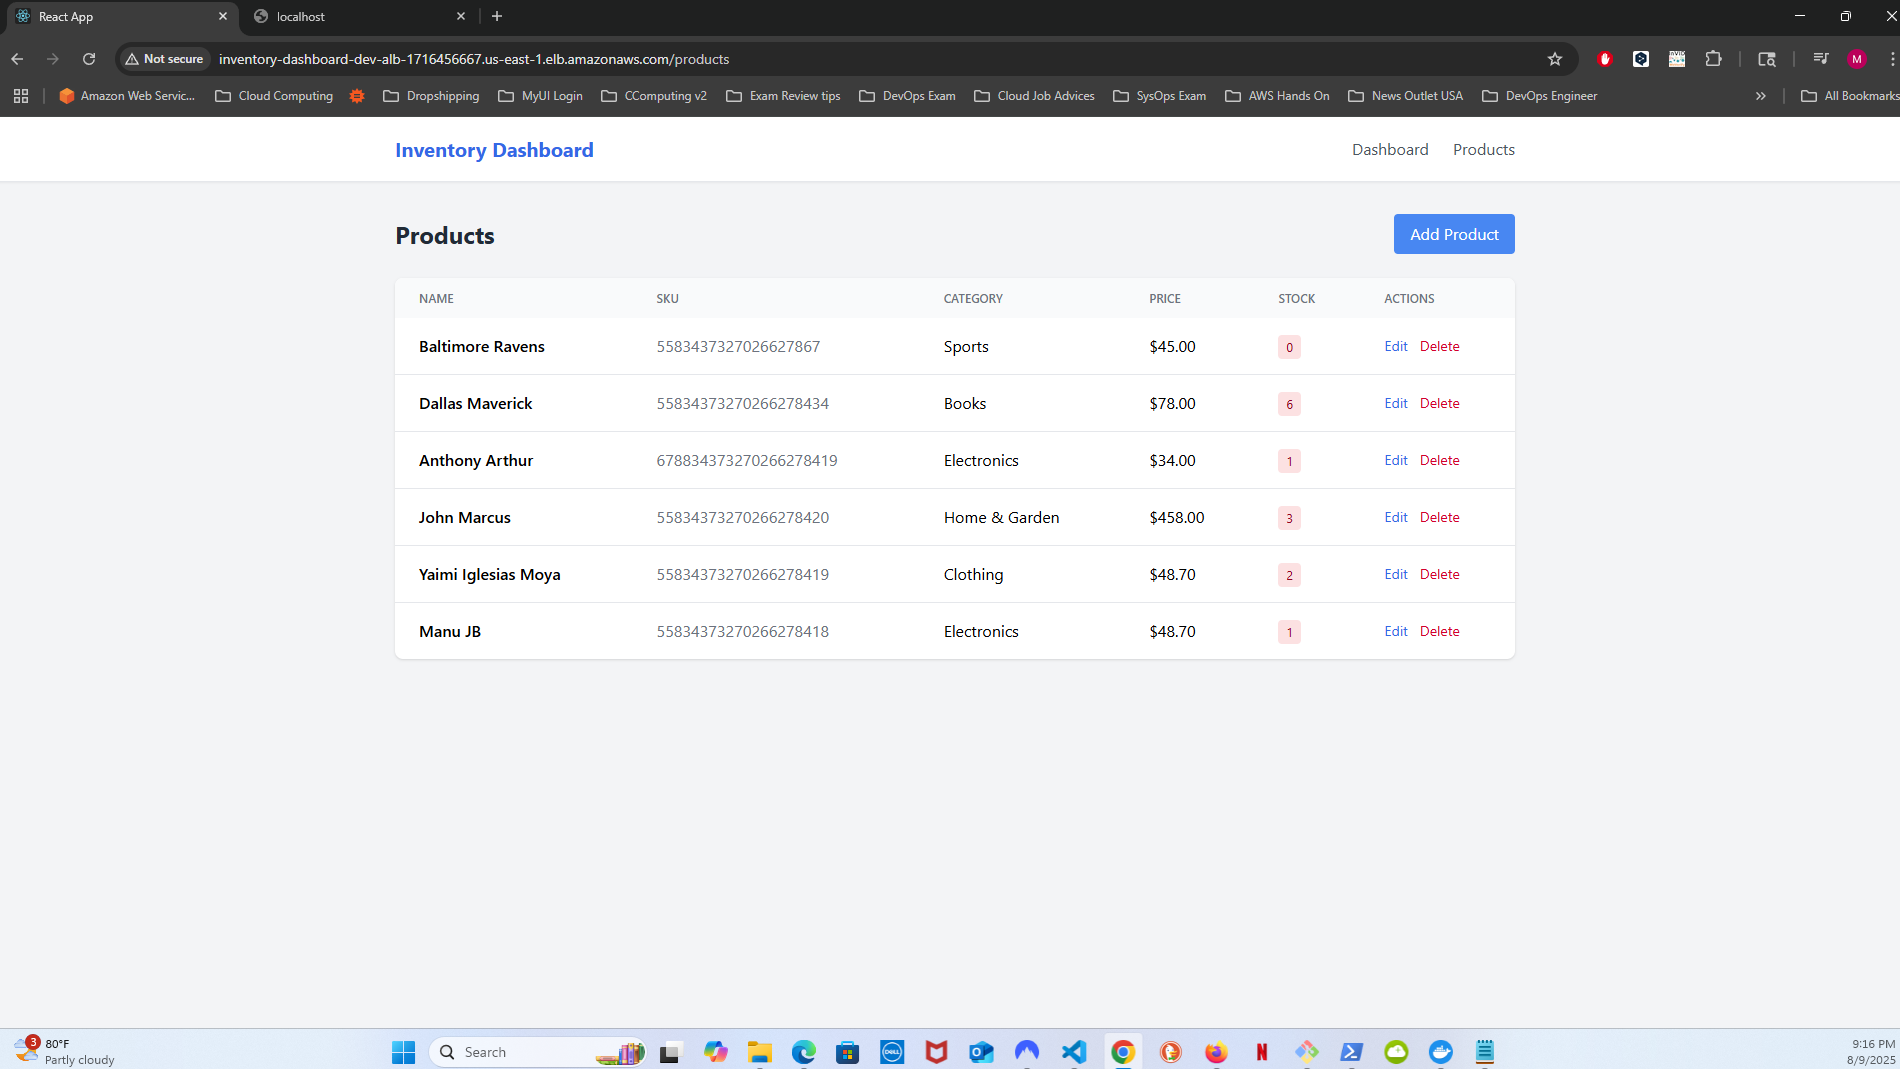 React App
localhost
Not secure
inventory-dashboard-dev-alb-1716456667.us-east-1.elb.amazonaws.com/products
M
Amazon Web Servic...
Cloud Computing
Dropshipping
MyUI Login
CComputing v2
Exam Review tips
DevOps Exam
Cloud Job Advices
SysOps Exam
AWS Hands On
News Outlet USA
DevOps Engineer
All Bookmarks
Inventory Dashboard
Dashboard
Products
Products
Add Product
NAME SKU CATEGORY PRICE STOCK ACTIONS
Baltimore Ravens 5583437327026627867 Sports $45.00 0 Edit Delete
Dallas Maverick 55834373270266278434 Books $78.00 6 Edit Delete
Anthony Arthur 678834373270266278419 Electronics $34.00 1 Edit Delete
John Marcus 55834373270266278420 Home & Garden $458.00 3 Edit Delete
Yaimi Iglesias Moya 55834373270266278419 Clothing $48.70 2 Edit Delete
Manu JB 55834373270266278418 Electronics $48.70 1 Edit Delete
3
80°F
Partly cloudy
Search
DELL
N
9:16 PM
8/9/2025